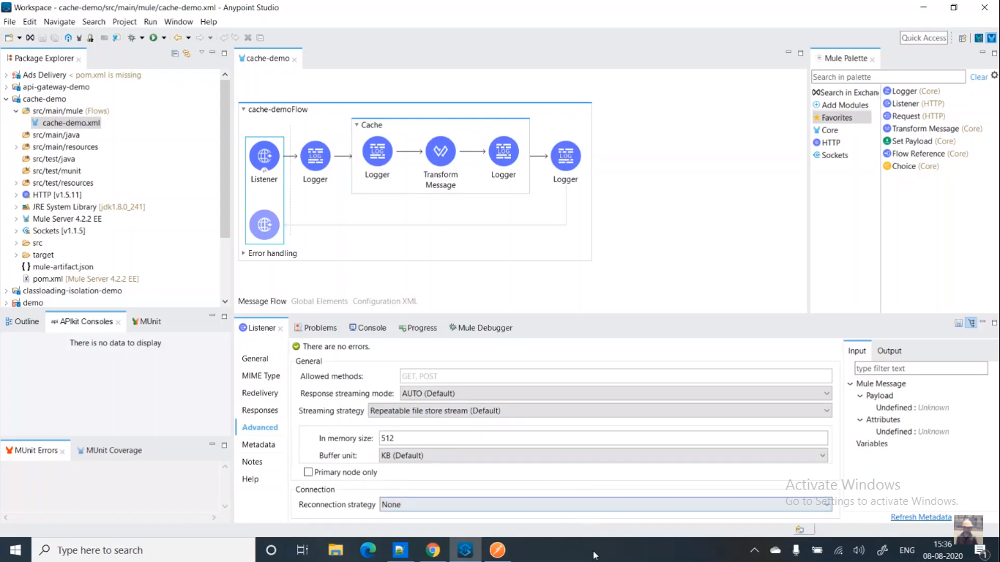 Workspace - cache-demo/src/main/mule/cache-demo.xml - Anypoint Studio
File Edit Navigate Search Project Run Window Help
Quick Access
Package Explorer
Ads Delivery < pom.xml is missing
api-gateway-demo
cache-demo
src/main/mule (Flows)
cache-demo.xml
src/main/java
src/main/resources
src/test/java
src/test/munit
src/test/resources
HTTP [v1.5.11]
JRE System Library [jdk1.8.0_241]
Mule Server 4.2.2 EE
Sockets [v1.1.5]
src
target
mule-artifact.json
pom.xml [Mule Server 4.2.2 EE]
classloading-isolation-demo
demo
cache-demo
cache-demoFlow
Cache
LOG LOG LOG LOG
Listener Logger Logger Transform Message Logger Logger
Error handling
Message Flow Global Elements Configuration XML
Mule Palette
Search in palette Clear
Search in Exchan
Add Modules
Favorites
Core
HTTP
Sockets
Logger (Core)
Listener (HTTP)
Request (HTTP)
Transform Message (Core)
Set Payload (Core)
Flow Reference (Core)
Choice (Core)
Outline api APIkit Consoles MUnit
There is no data to display
MUnit Errors MUnit Coverage
Listener Problems Console Progress Mule Debugger
There are no errors.
General
MIME Type
Redelivery
Responses
Advanced
Metadata
Notes
Help
General
Allowed methods: GET, POST
Response streaming mode: AUTO (Default)
Streaming strategy Repeatable file store stream (Default)
In memory size: 512
Buffer unit: KB (Default)
Primary node only
Connection
Reconnection strategy None
Input Output
type filter text
Mule Message
Payload
Undefined : Unknown
Attributes
Undefined : Unknown
Variables
Activate Windows
Go to Settings to activate Windows.
Refresh Metadata
Type here to search
ENG
15:36
08-08-2020
1